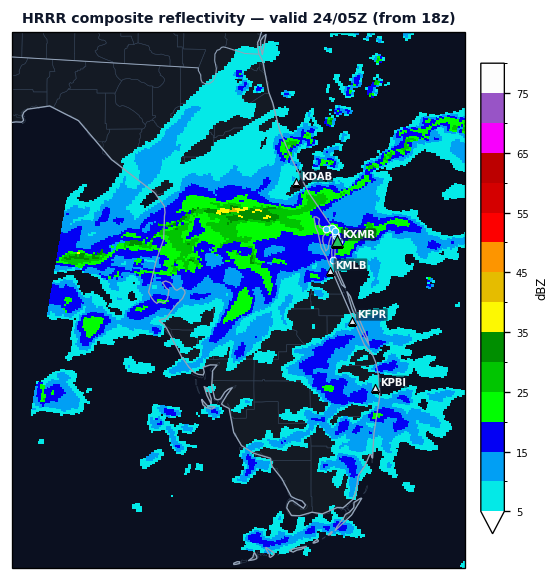 HRRR composite reflectivity — valid 24/05Z (from 18z)
KDAB
KXMR
KMLB
KFPR
KPBI
75
65
55
45
35
25
15
5
dBZ